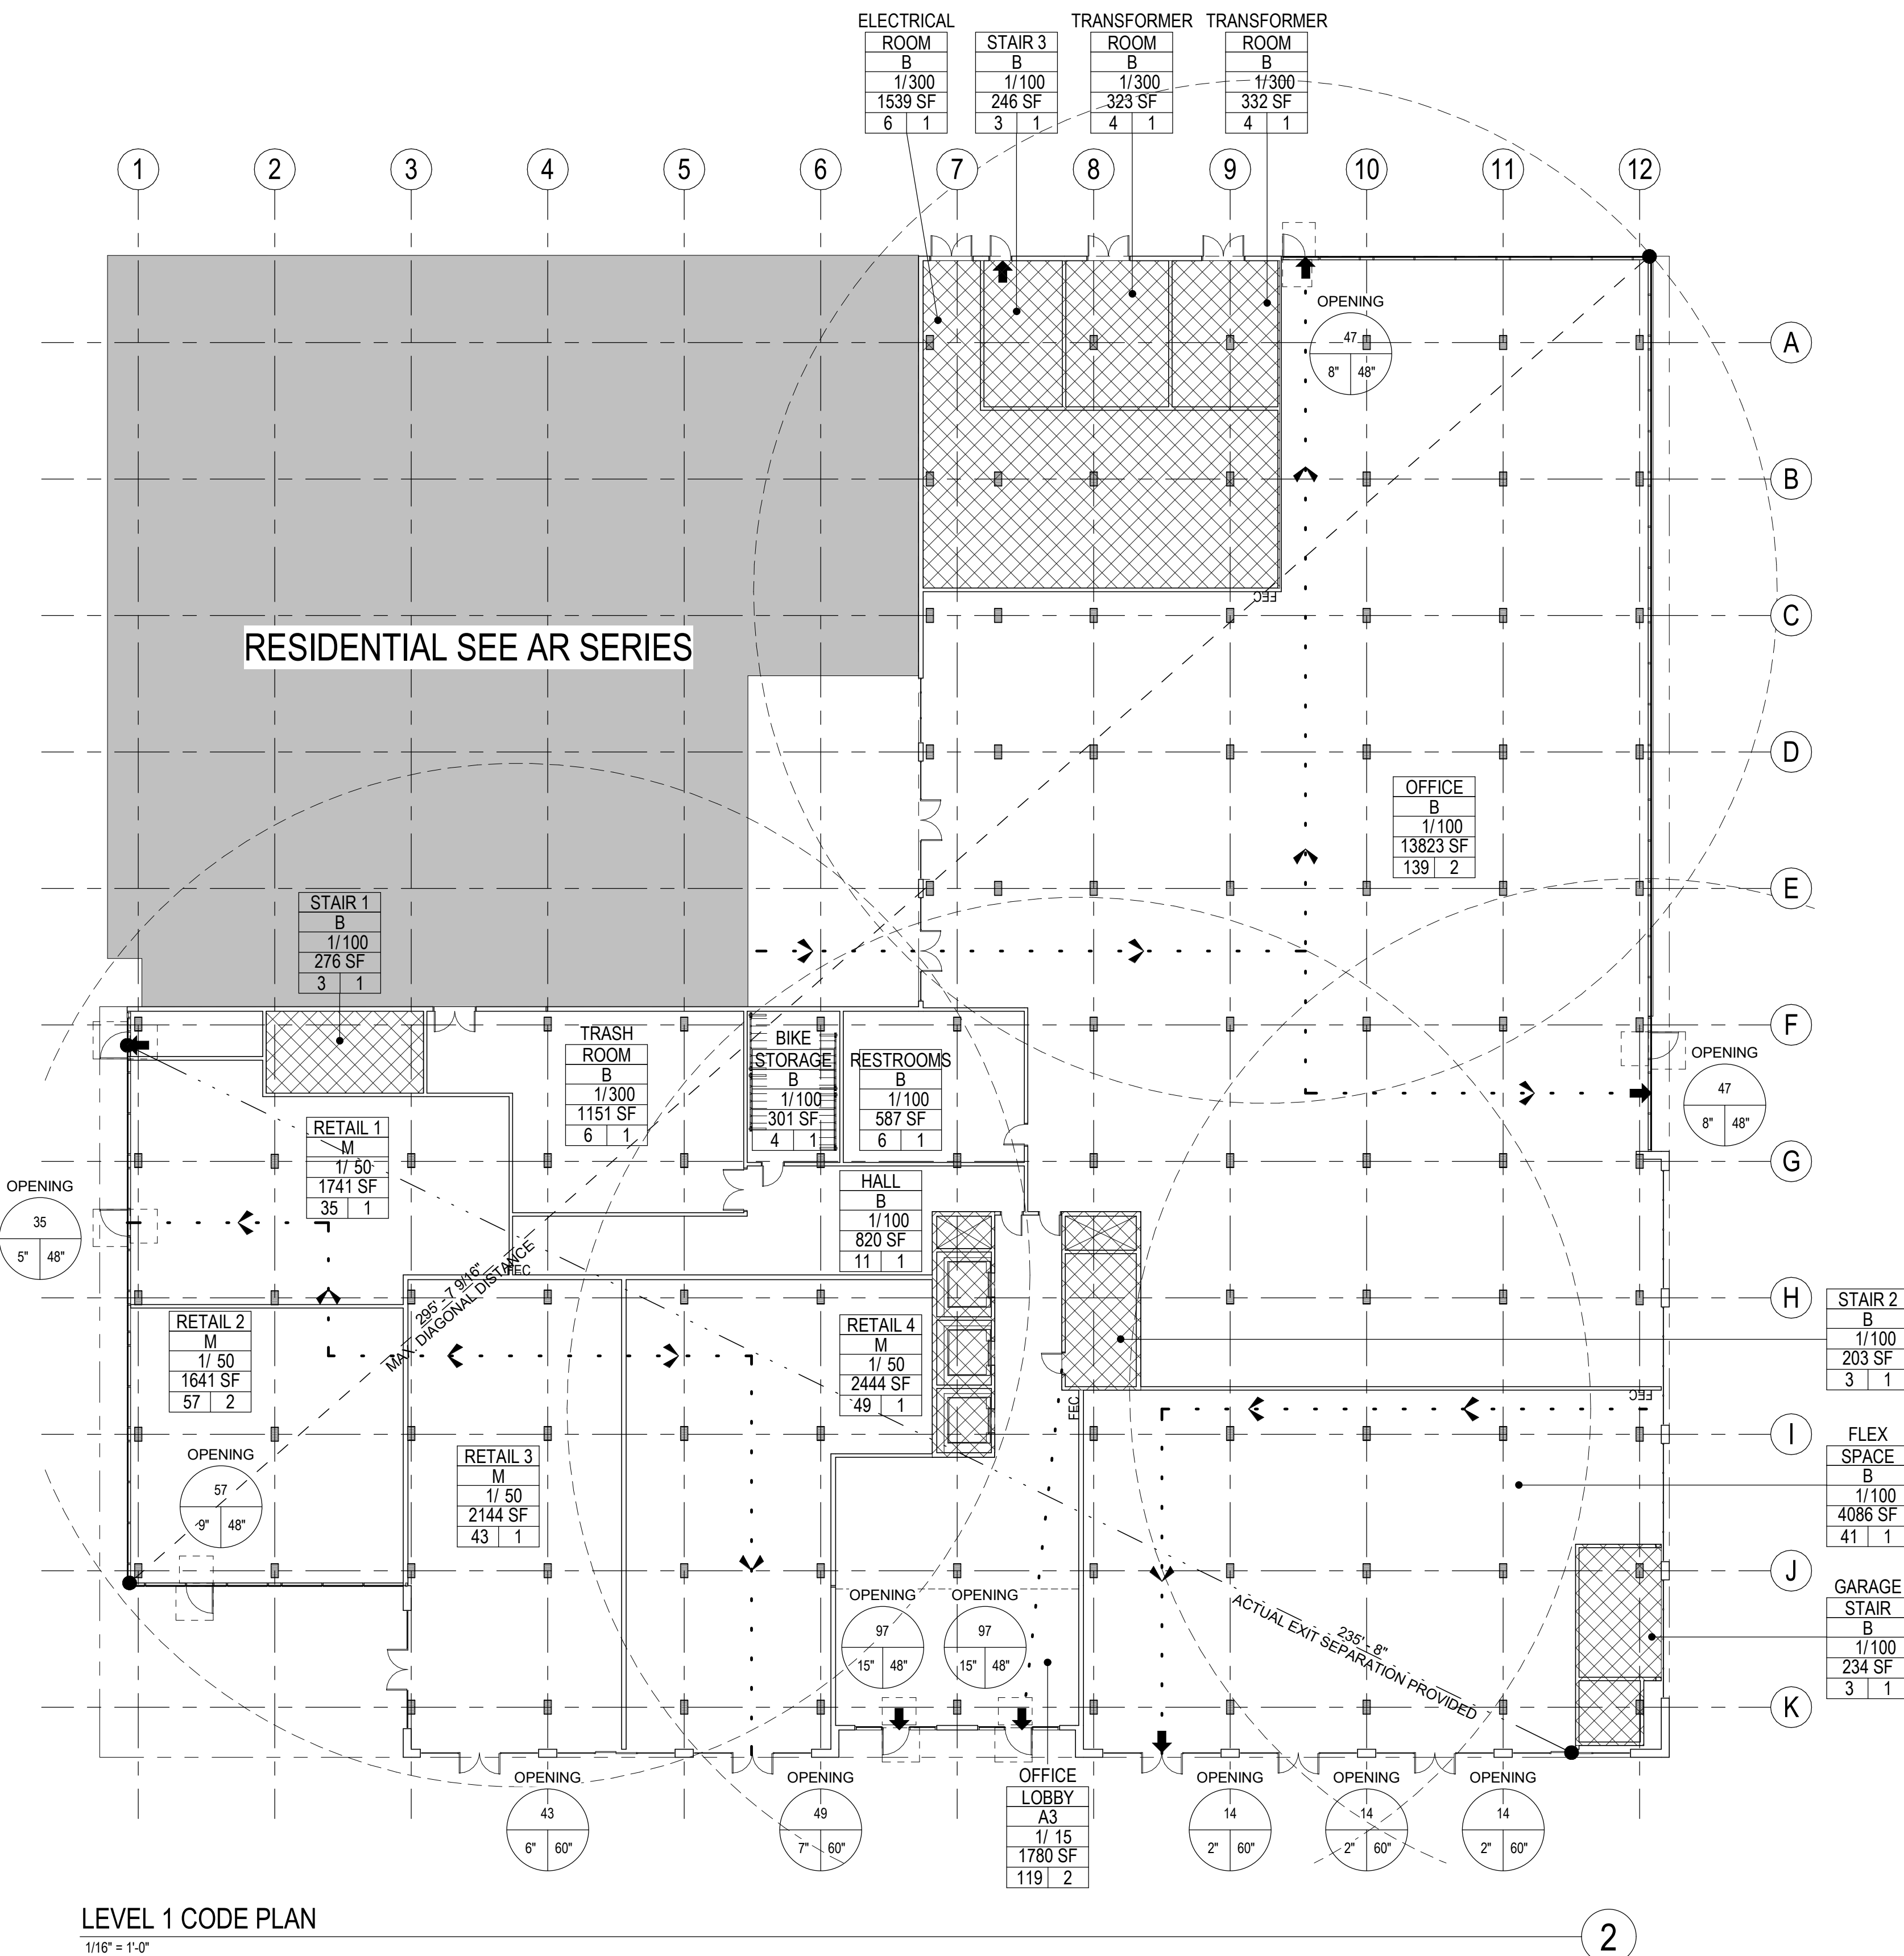 ELECTRICAL
ROOM
B
1/300
1539 SF
6 1
STAIR 3
B
1/100
246 SF
3 1
TRANSFORMER
ROOM
B
1/300
323 SF
4 1
TRANSFORMER
ROOM
B
1/300
332 SF
4 1
1 2 3 4 5 6 7 8 9 10 11 12
OPENING
47
8" 48"
A
B
FEC
C
RESIDENTIAL SEE AR SERIES
D
OFFICE
B
1/100
13823 SF
139 2
E
STAIR 1
B
1/100
276 SF
3 1
F
TRASH
ROOM
B
1/300
1151 SF
6 1
BIKE
STORAGE
B
1/100
301 SF
4 1
RESTROOMS
B
1/100
587 SF
6 1
OPENING
47
8" 48"
RETAIL 1
M
1/ 50
1741 SF
35 1
G
OPENING
35
5" 48"
HALL
B
1/100
820 SF
11 1
FEC
295' - 7 9/16"
MAX. DIAGONAL DISTANCE
H
STAIR 2
B
1/100
203 SF
3 1
RETAIL 2
M
1/ 50
1641 SF
57 2
RETAIL 4
M
1/ 50
2444 SF
49 1
FEC
FEC
I
OPENING
57
9" 48"
RETAIL 3
M
1/ 50
2144 SF
43 1
FLEX
SPACE
B
1/100
4086 SF
41 1
J
OPENING
97
15" 48"
OPENING
97
15" 48"
235' - 8"
ACTUAL EXIT SEPARATION PROVIDED
GARAGE
STAIR
B
1/100
234 SF
3 1
K
OPENING
43
6" 60"
OPENING
49
7" 60"
OFFICE
LOBBY
A3
1/ 15
1780 SF
119 2
OPENING
14
2" 60"
OPENING
14
2" 60"
OPENING
14
2" 60"
LEVEL 1 CODE PLAN
1/16" = 1'-0"
2